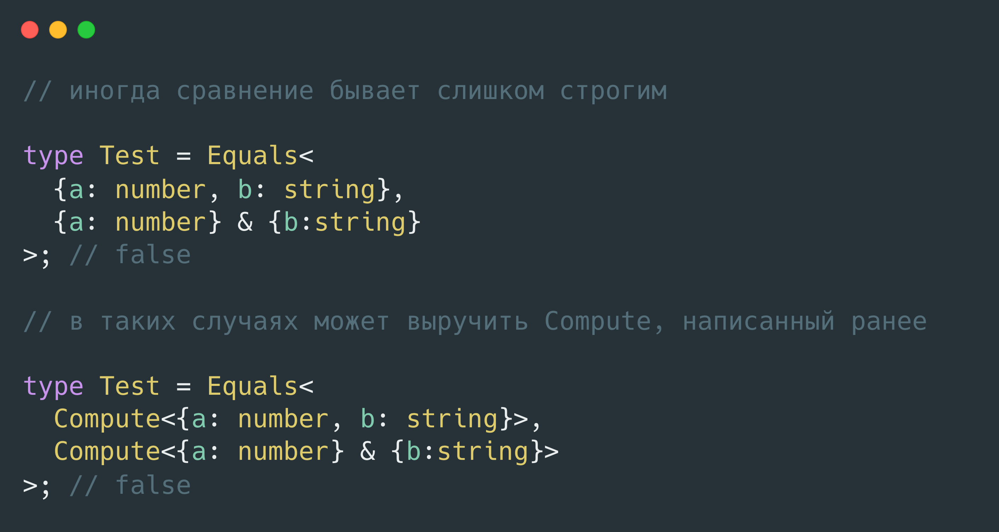 // иногда сравнение бывает слишком строгим
type Test = Equals<
{a: number, b: string},
{a: number} & {b:string}
>; // false
// в таких случаях может выручить Compute, написанный ранее
type Test = Equals<
Compute<{a: number, b: string}>,
Compute<{a: number} & {b:string}>
>; // false